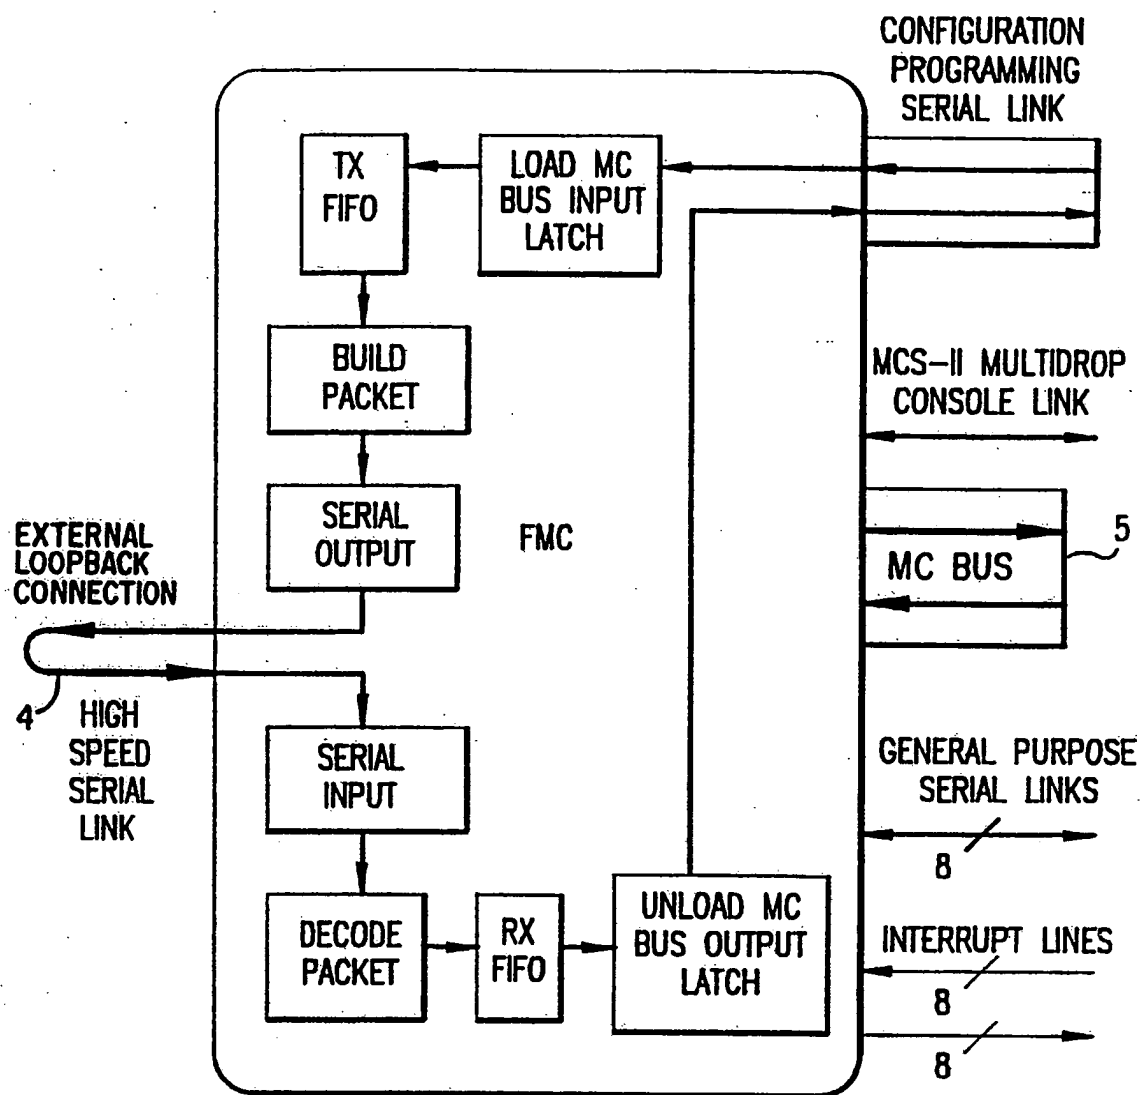 CONFIGURATION
PROGRAMMING
SERIAL LINK
TX
FIFO
LOAD MC
BUS INPUT
LATCH
BUILD
PACKET
MCS-II MULTIDROP
CONSOLE LINK
SERIAL
OUTPUT
FMC
EXTERNAL
LOOPBACK
CONNECTION
MC BUS
5
4
HIGH
SPEED
SERIAL
LINK
SERIAL
INPUT
GENERAL PURPOSE
SERIAL LINKS
8
DECODE
PACKET
RX
FIFO
UNLOAD MC
BUS OUTPUT
LATCH
INTERRUPT LINES
8
8